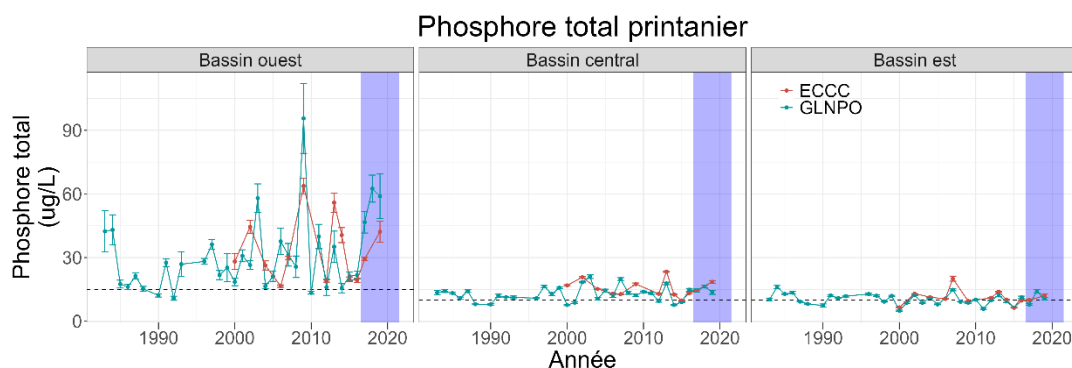 Phosphore total printanier
Bassin ouest
Bassin central
Bassin est
ECCC
GLNPO
Phosphore total
(ug/L)
90
60
30
0
1990
2000
2010
2020
1990
2000
2010
2020
1990
2000
2010
2020
Année